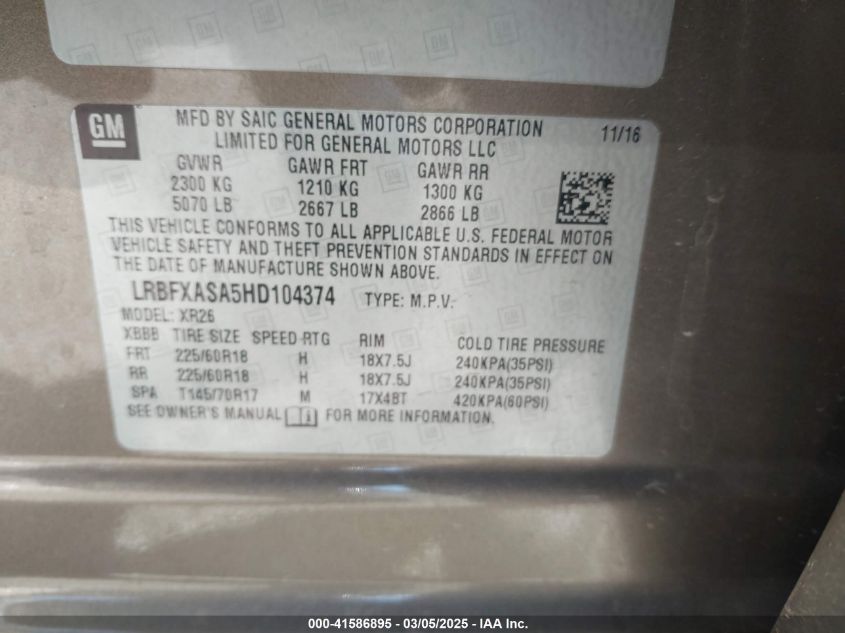 GM
MFD BY SAIC GENERAL MOTORS CORPORATION 11/16
LIMITED FOR GENERAL MOTORS LLC
GVWR GAWR FRT GAWR RR
2300 KG 1210 KG 1300 KG
5070 LB 2667 LB 2866 LB
THIS VEHICLE CONFORMS TO ALL APPLICABLE U.S. FEDERAL MOTOR
VEHICLE SAFETY AND THEFT PREVENTION STANDARDS IN EFFECT ON
THE DATE OF MANUFACTURE SHOWN ABOVE.
LRBFXASA5HD104374 TYPE: M.P.V.
MODEL: XR26
XBBB TIRE SIZE SPEED RTG RIM COLD TIRE PRESSURE
FRT 225/60R18 H 18X7.5J 240KPA(35PSI)
RR 225/60R18 H 18X7.5J 240KPA(35PSI)
SPA T145/70R17 M 17X4BT 420KPA(60PSI)
SEE OWNER'S MANUAL FOR MORE INFORMATION.
000-41586895 - 03/05/2025 - IAA Inc.